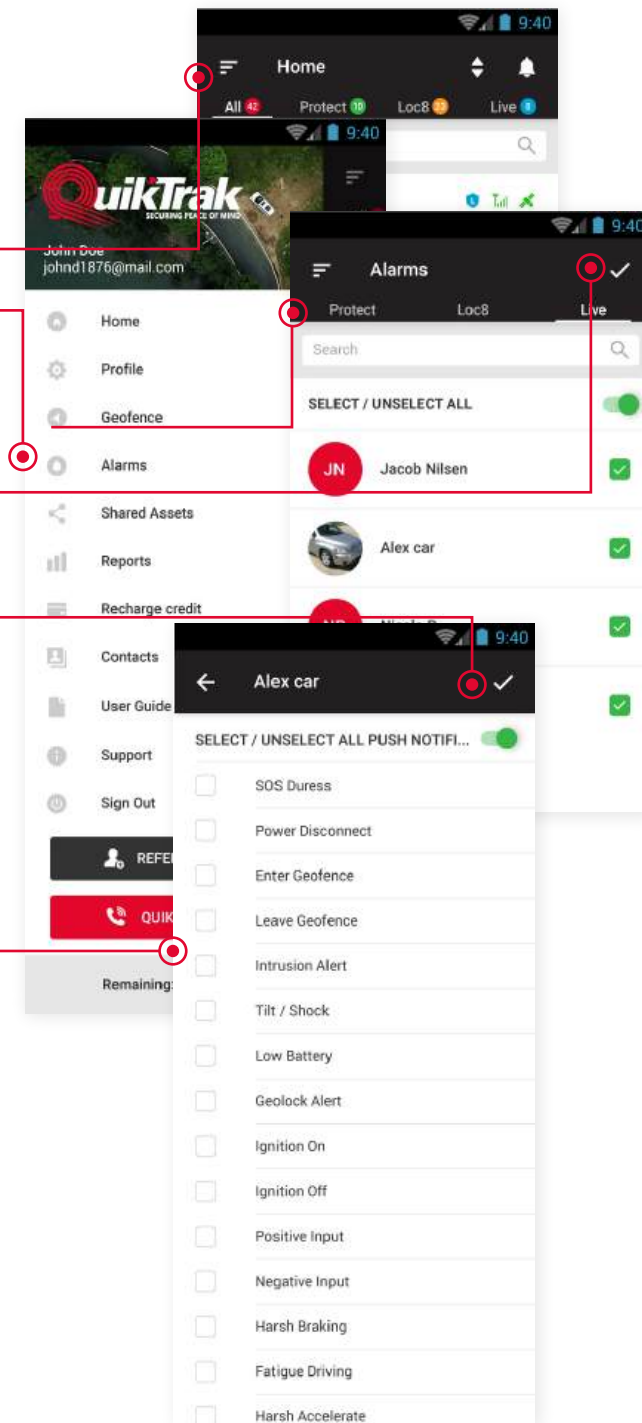 9:40
Home
All 42 Protect 10 Loc8 Live
9:40
QuikTrak
SECURING PEACE OF MIND
John Doe
johnd1876@mail.com
Home
Profile
Geofence
Alarms
Shared Assets
Reports
Recharge credit
Contacts
User Guide
Support
Sign Out
REFE
QUIK
Remaining:
9:40
Alarms
Protect Loc8 Live
Search
SELECT / UNSELECT ALL
JN Jacob Nilsen
Alex car
9:40
Alex car
SELECT / UNSELECT ALL PUSH NOTIFI...
SOS Duress
Power Disconnect
Enter Geofence
Leave Geofence
Intrusion Alert
Tilt / Shock
Low Battery
Geolock Alert
Ignition On
Ignition Off
Positive Input
Negative Input
Harsh Braking
Fatigue Driving
Harsh Accelerate